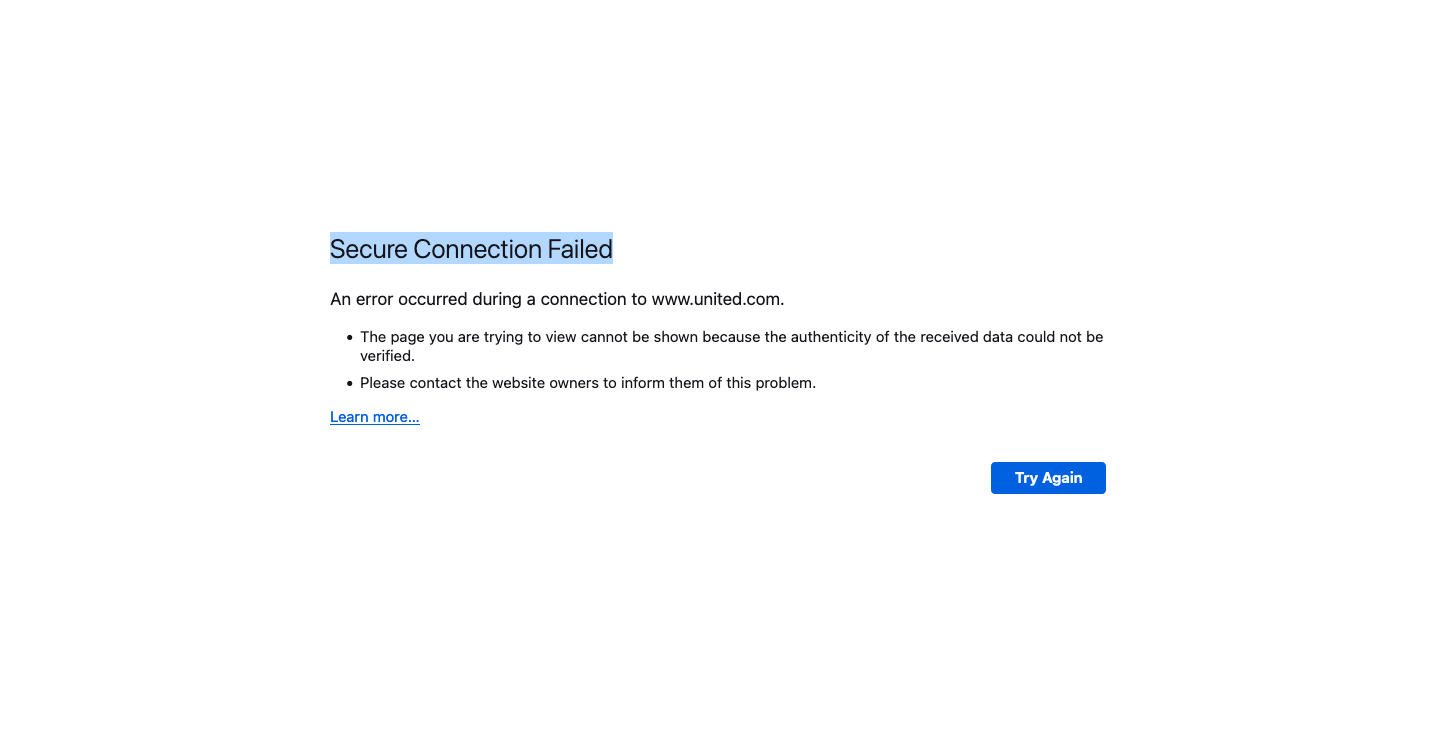 Secure Connection Failed
An error occurred during a connection to www.united.com.
• The page you are trying to view cannot be shown because the authenticity of the received data could not be
verified.
• Please contact the website owners to inform them of this problem.
Learn more...
Try Again